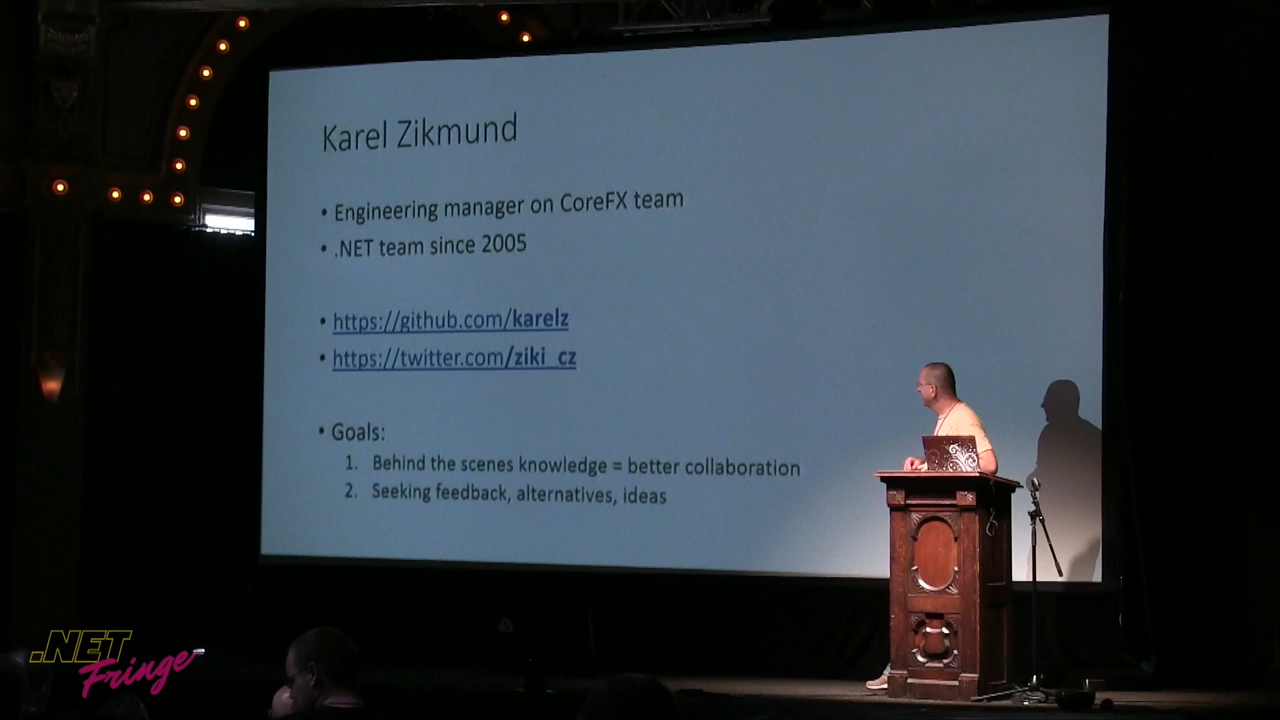 Karel Zikmund
• Engineering manager on CoreFX team
• .NET team since 2005
• https://github.com/karelz
• https://twitter.com/ziki_cz
• Goals:
1. Behind the scenes knowledge = better collaboration
2. Seeking feedback, alternatives, ideas
.NET
Fringe